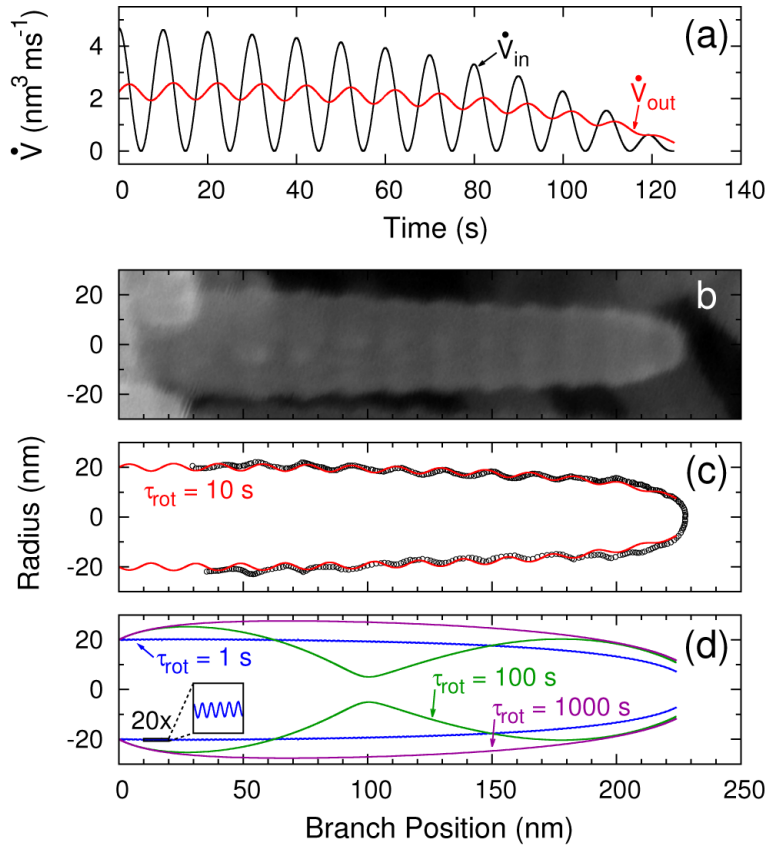 (a)
V̇in
V̇out
4
2
0
V̇ (nm³ ms⁻¹)
0 20 40 60 80 100 120 140
Time (s)
b
20
0
-20
(c)
τrot = 10 s
20
0
-20
Radius (nm)
(d)
τrot = 1 s
τrot = 100 s
τrot = 1000 s
20x
20
0
-20
0 50 100 150 200 250
Branch Position (nm)